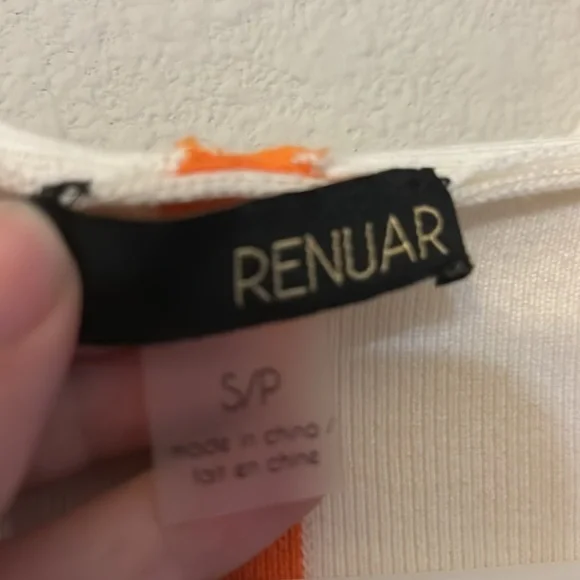 RENUAR
S/P
made in china /
fait en chine